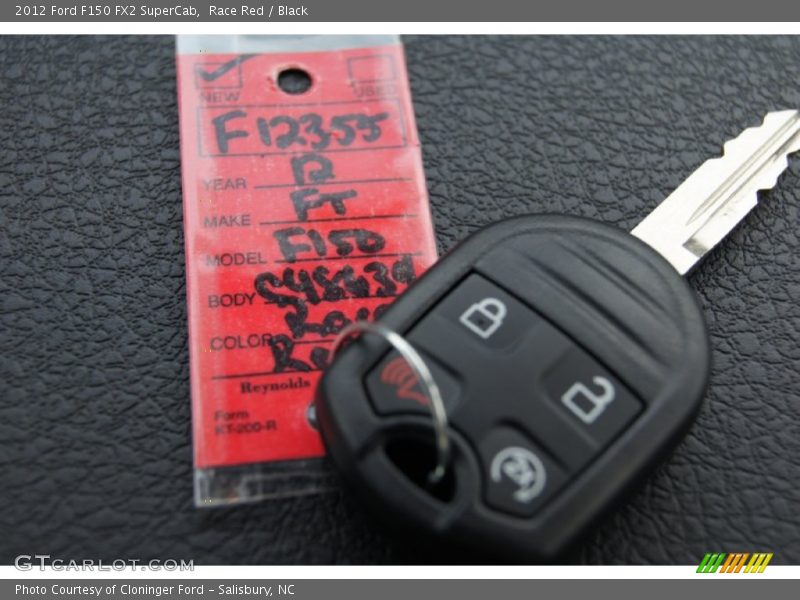 2012 Ford F150 FX2 SuperCab, Race Red / Black
NEW USED
F12355
YEAR 12
MAKE FT
MODEL F150
BODY
COLOR
Reynolds
Form
KT-200-R
GTcarlot.com
Photo Courtesy of Cloninger Ford - Salisbury, NC